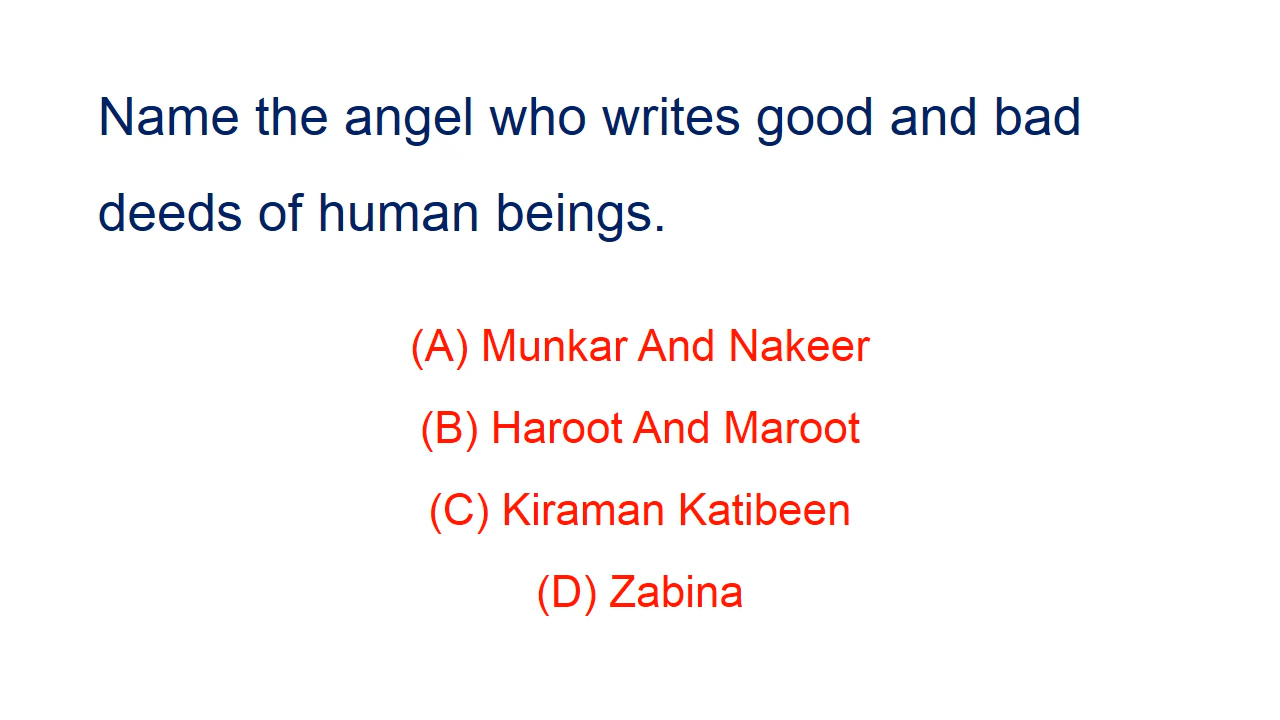 Name the angel who writes good and bad
deeds of human beings.
(A) Munkar And Nakeer
(B) Haroot And Maroot
(C) Kiraman Katibeen
(D) Zabina